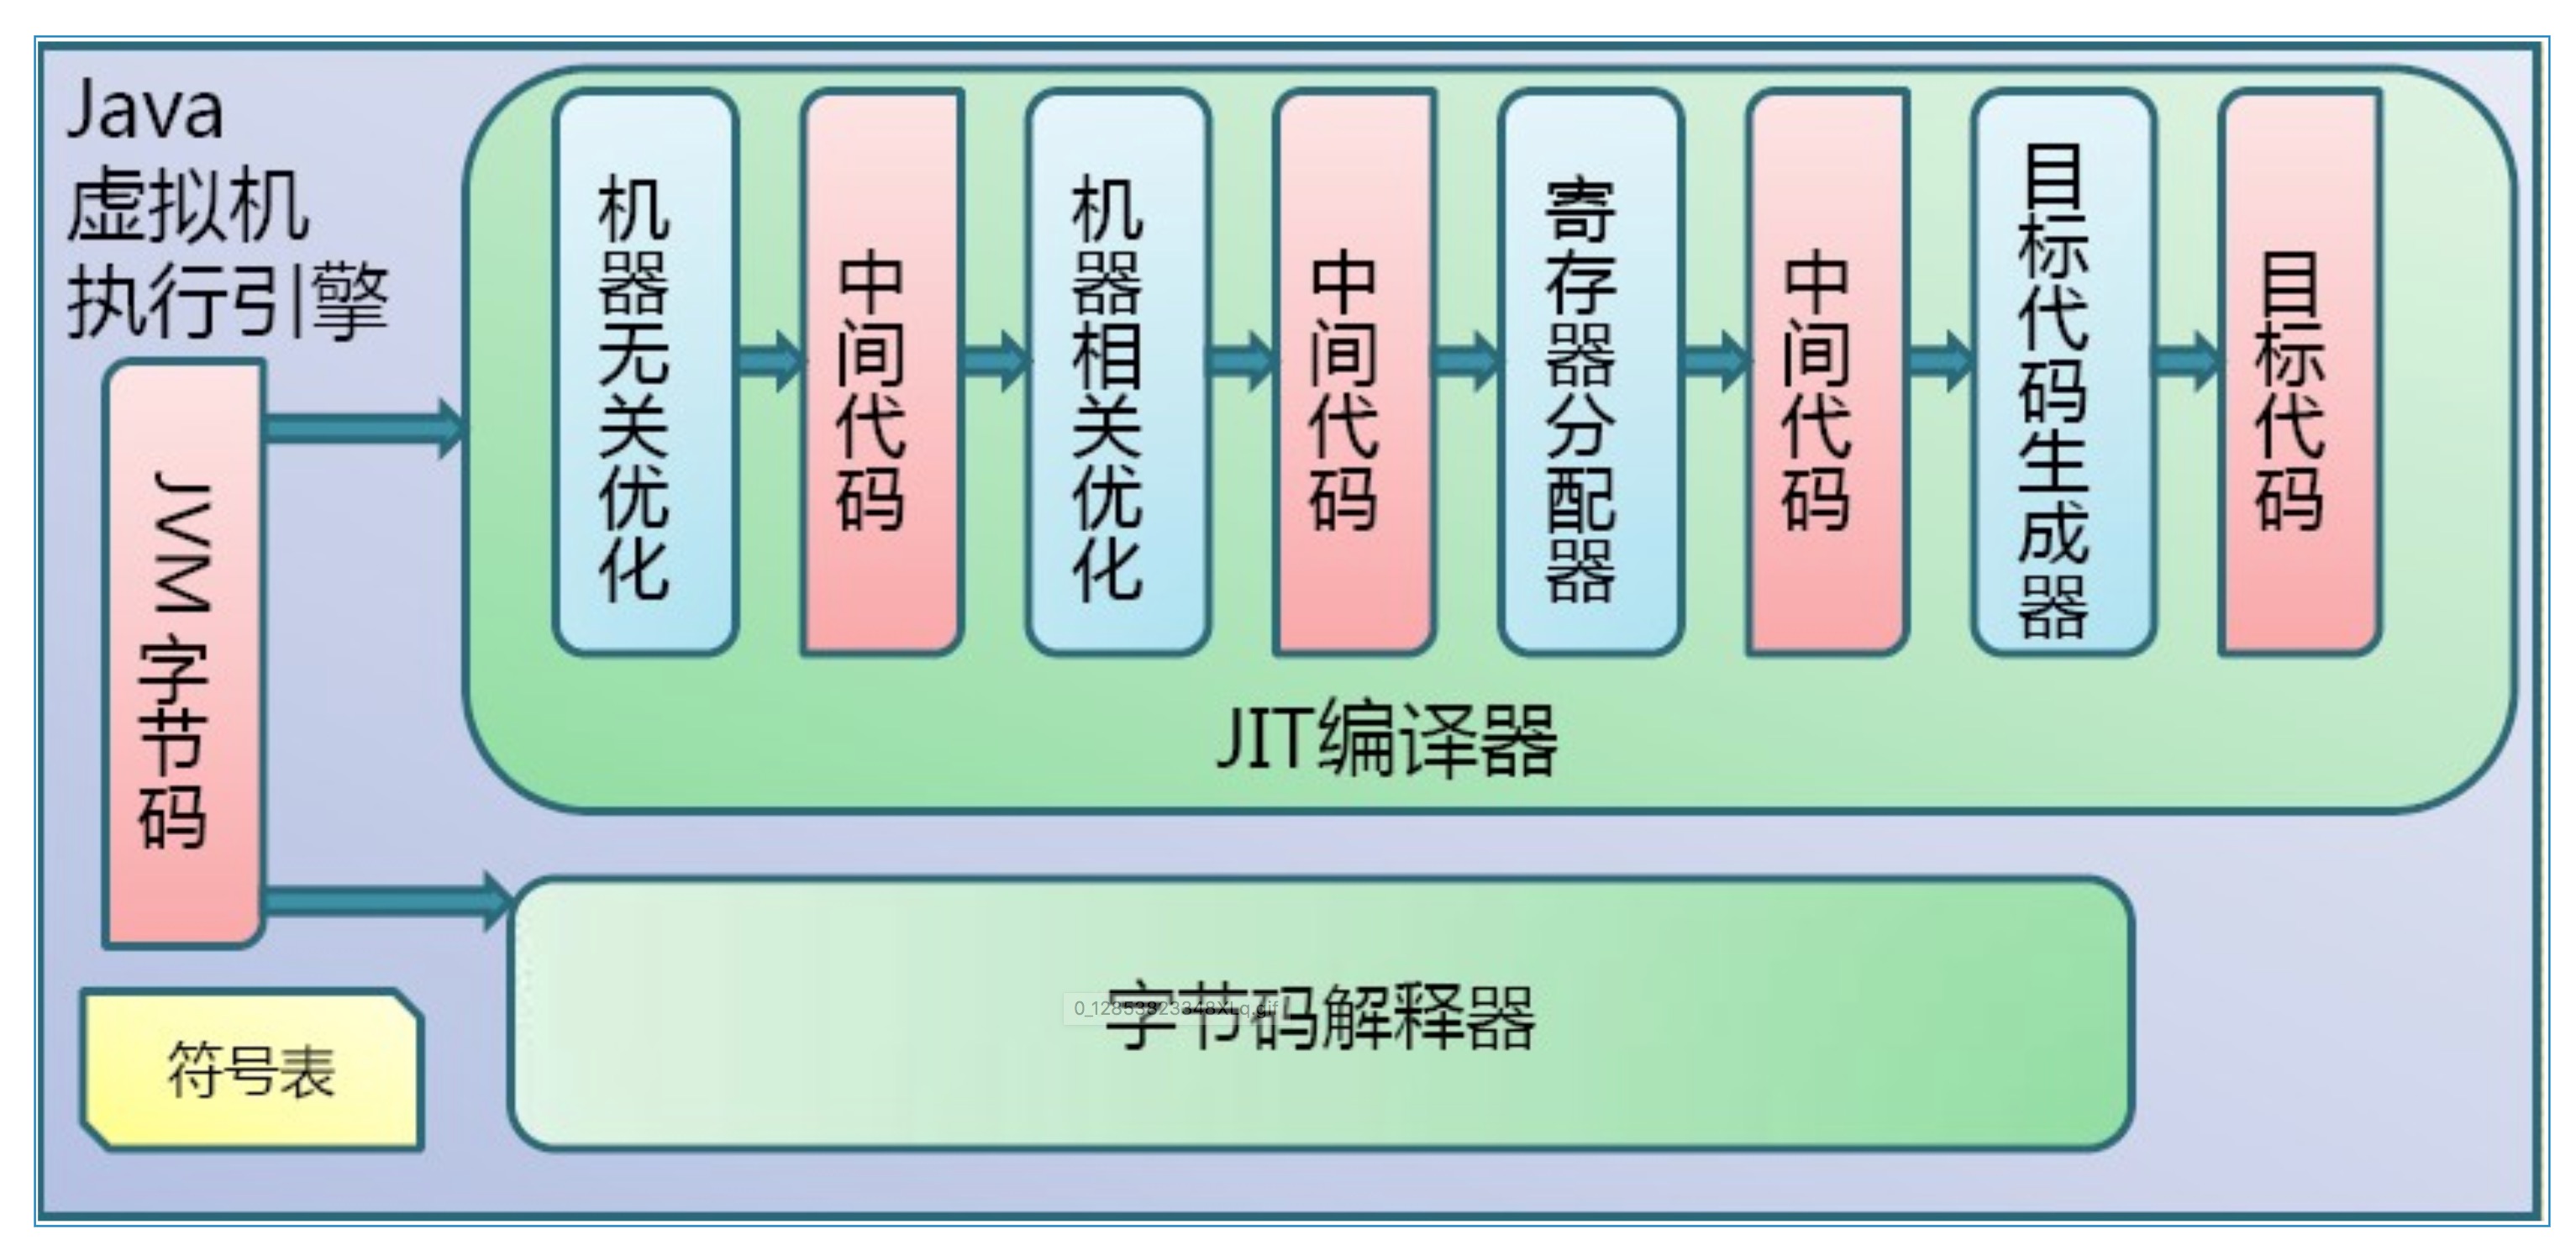 Java
虚拟机
执行引擎
JVM字节码
机器无关优化
中间代码
机器相关优化
中间代码
寄存器分配器
中间代码
目标代码生成器
目标代码
JIT编译器
字节码解释器
符号表